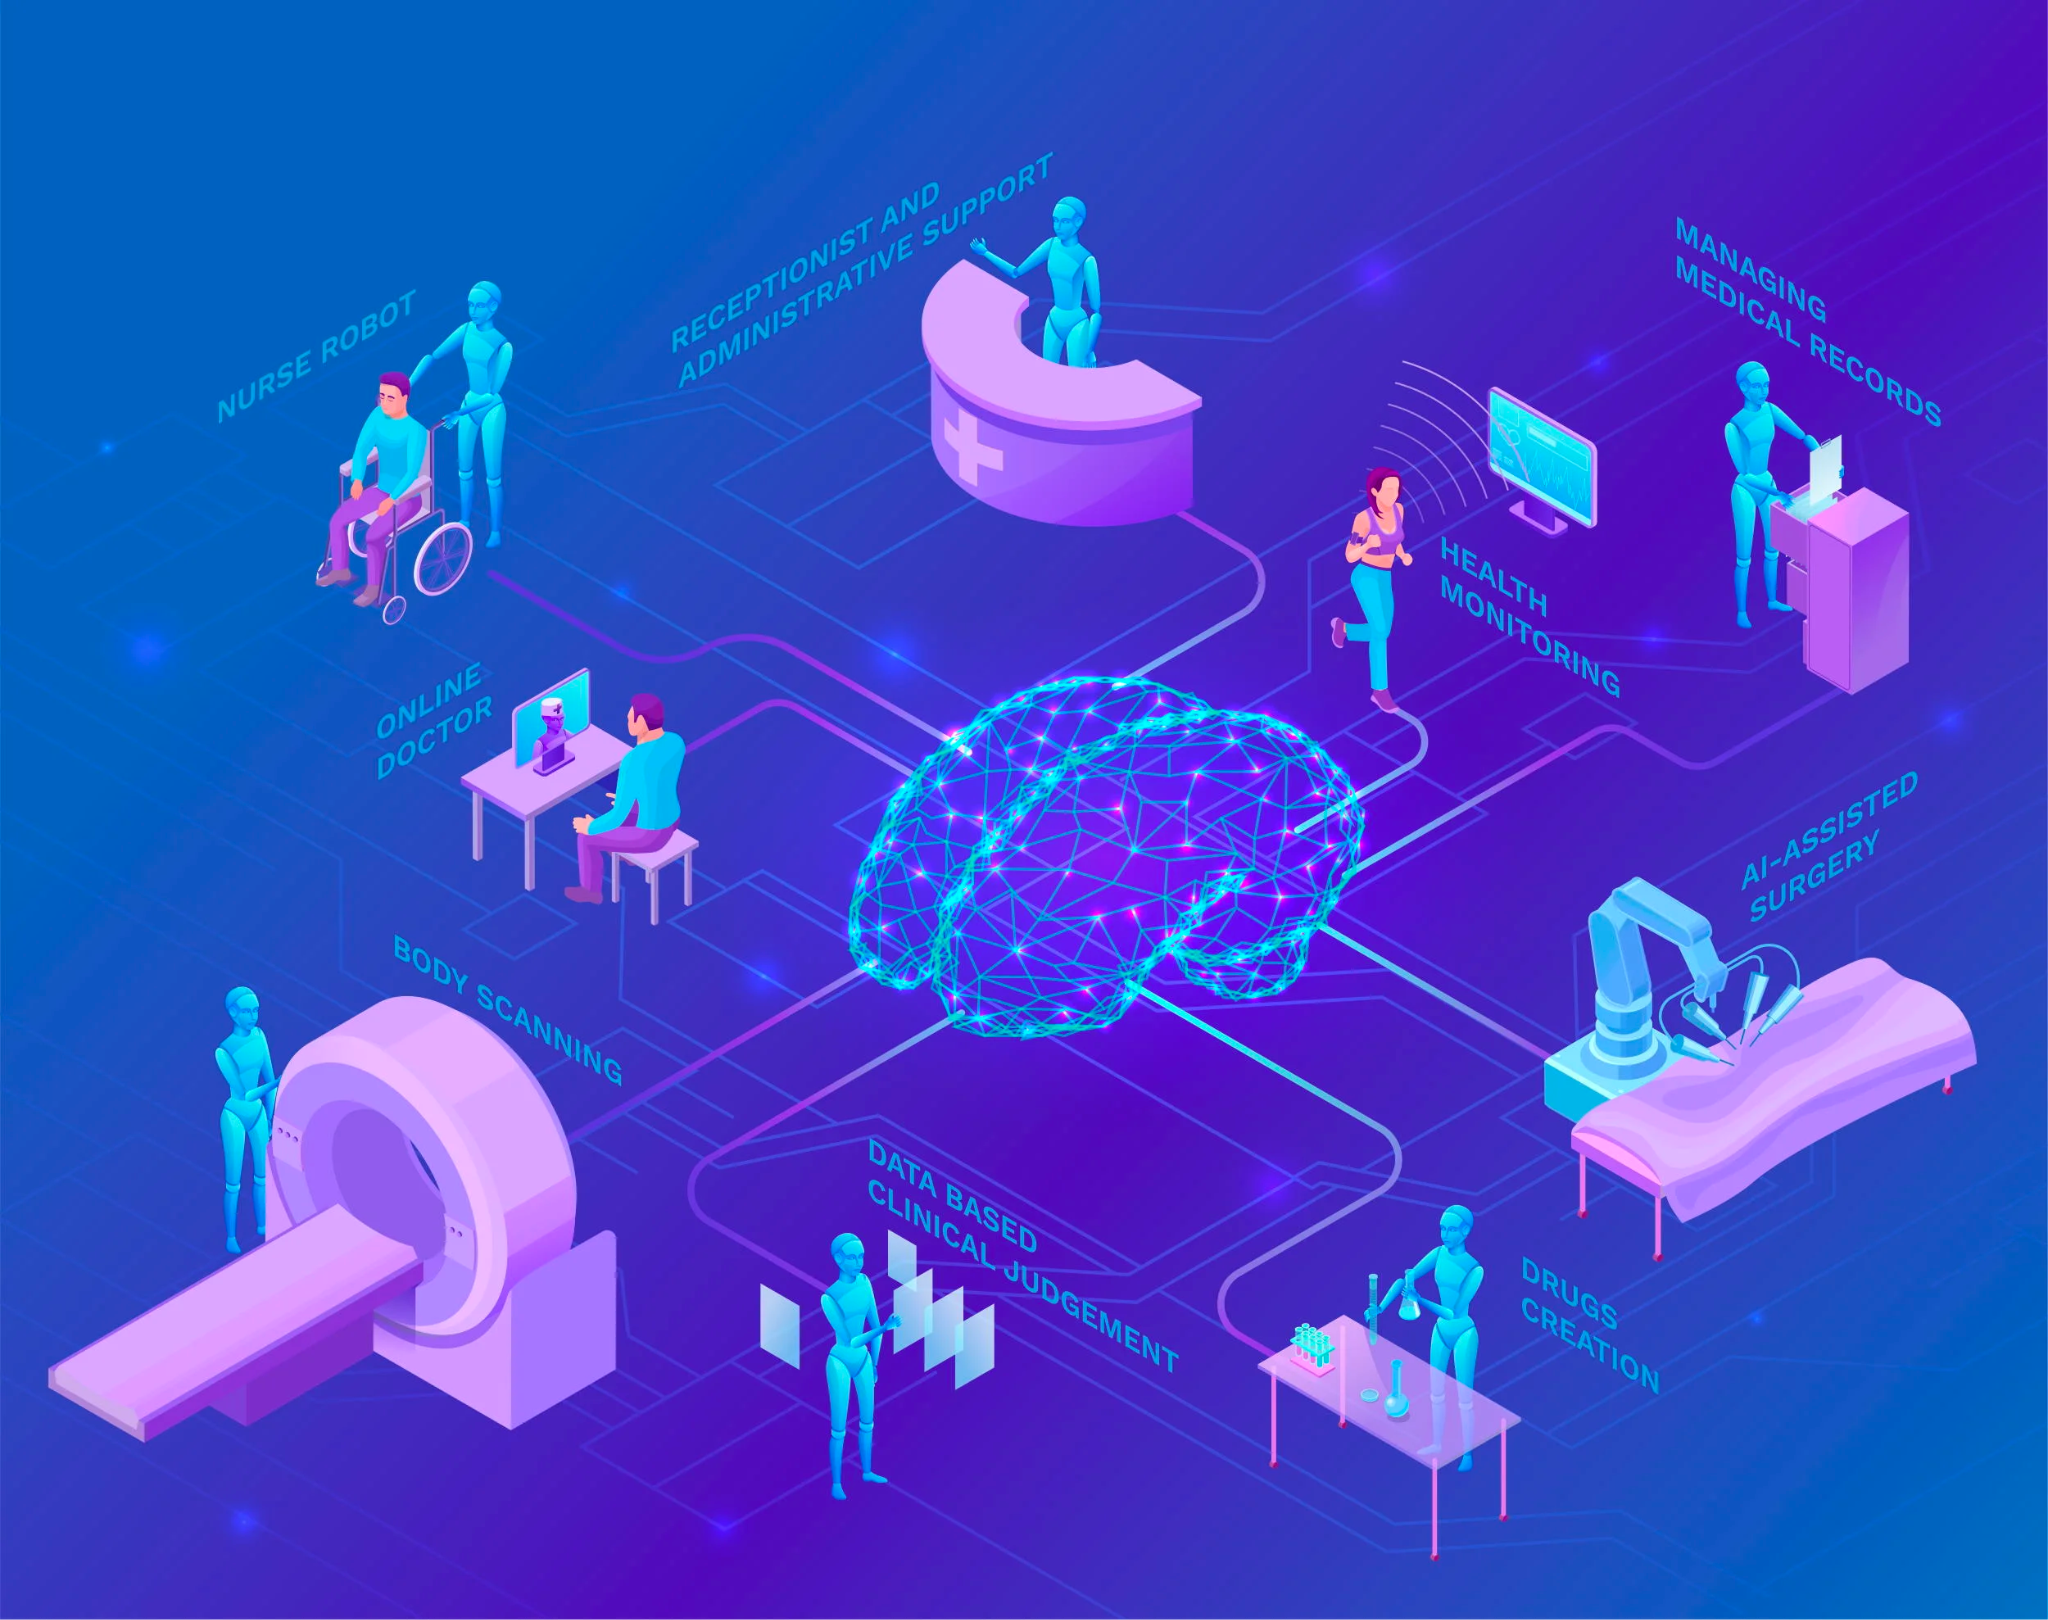 RECEPTIONIST AND
ADMINISTRATIVE SUPPORT
MANAGING
MEDICAL RECORDS
NURSE ROBOT
HEALTH
MONITORING
ONLINE
DOCTOR
AI-ASSISTED
SURGERY
BODY SCANNING
DATA BASED
CLINICAL JUDGEMENT
DRUGS
CREATION